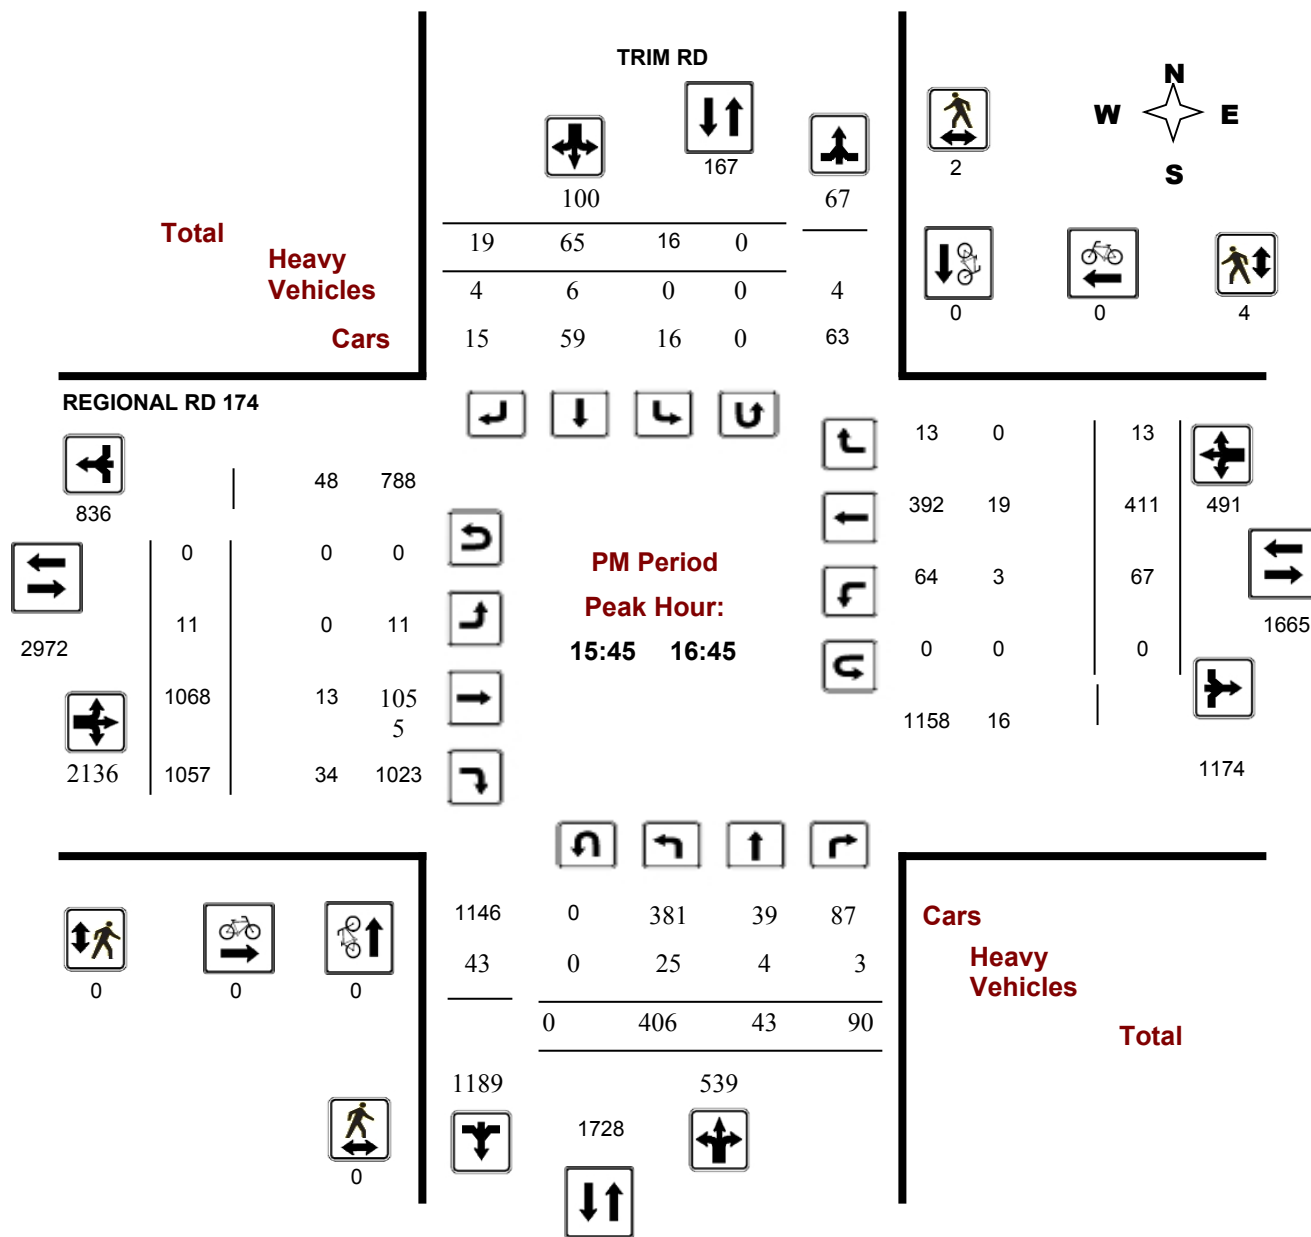 TRIM RD
N
W E
S
167
2
100
67
Total
19 65 16 0
Heavy
Vehicles
4 6 0 0 4
0 0 4
Cars
15 59 16 0 63
REGIONAL RD 174
13 0 13
48 788
836
392 19 411 491
0 0 0
PM Period
64 3 67
Peak Hour:
11 0 11
1665
2972
15:45 16:45
0 0 0
1068 13 105
5
1158 16
2136 1057 34 1023
1174
1146 0 381 39 87
Cars
43 0 25 4 3
Heavy
Vehicles
0 0 0
0 406 43 90
Total
1189 539
1728
0